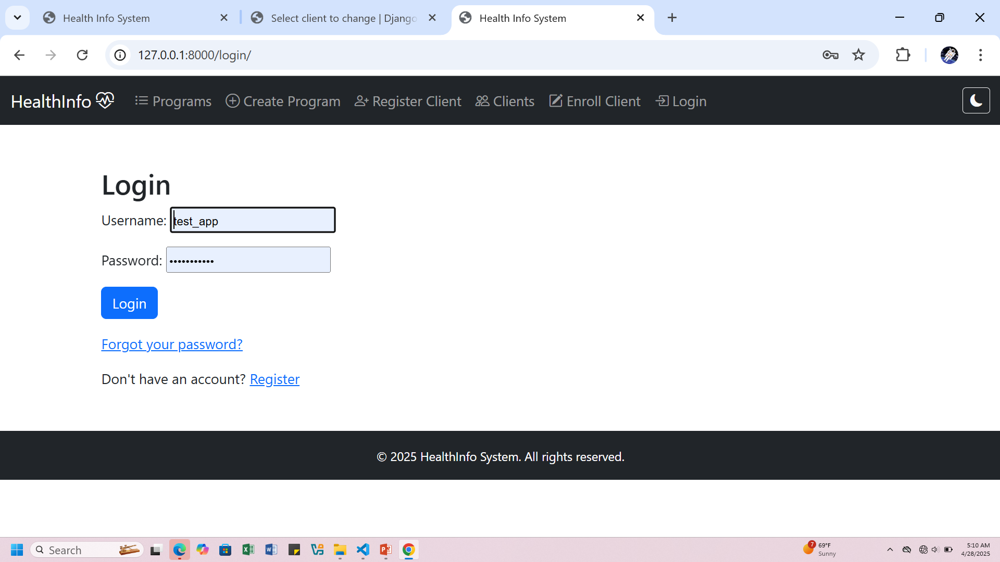 Health Info System
Select client to change | Django
Health Info System
127.0.0.1:8000/login/
HealthInfo
Programs
Create Program
Register Client
Clients
Enroll Client
Login
Login
Username: test_app
Password: •••••••••••
Login
Forgot your password?
Don't have an account? Register
© 2025 HealthInfo System. All rights reserved.
Search
7
69°F
Sunny
5:10 AM
4/28/2025